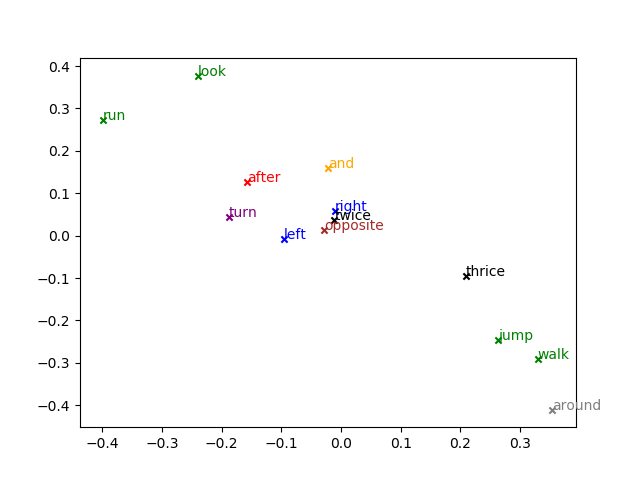 0.4
look
0.3
run
0.2
and
after
0.1
right
turn
twice
opposite
left
0.0
thrice
−0.1
−0.2
jump
walk
−0.3
around
−0.4
−0.4 −0.3 −0.2 −0.1 0.0 0.1 0.2 0.3